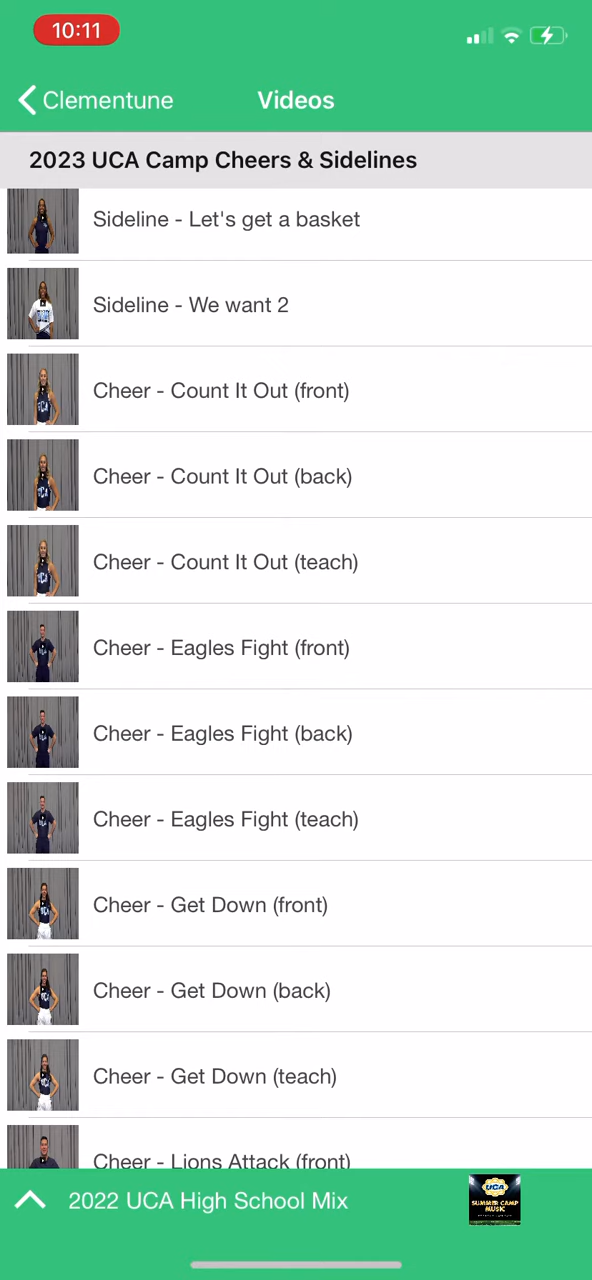 10:11
Clementune
Videos
2023 UCA Camp Cheers & Sidelines
Sideline - Let's get a basket
Sideline - We want 2
Cheer - Count It Out (front)
Cheer - Count It Out (back)
Cheer - Count It Out (teach)
Cheer - Eagles Fight (front)
Cheer - Eagles Fight (back)
Cheer - Eagles Fight (teach)
Cheer - Get Down (front)
Cheer - Get Down (back)
Cheer - Get Down (teach)
Cheer - Lions Attack (front)
2022 UCA High School Mix
UCA
SUMMER CAMP
MUSIC